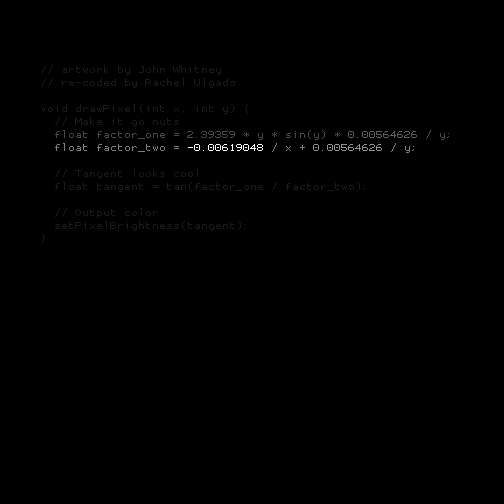 // artwork by John Whitney
// re-coded by Rachel Ulgado
void drawPixel(int x, int y) {
// Make it go nuts
float factor_one = 2.39359 * y * sin(y) * 0.00564626 / y;
float factor_two = -0.00619048 / x + 0.00564626 / y;
// Tangent looks cool
float tangent = tan(factor_one / factor_two);
// Output color
setPixelBrightness(tangent);
}